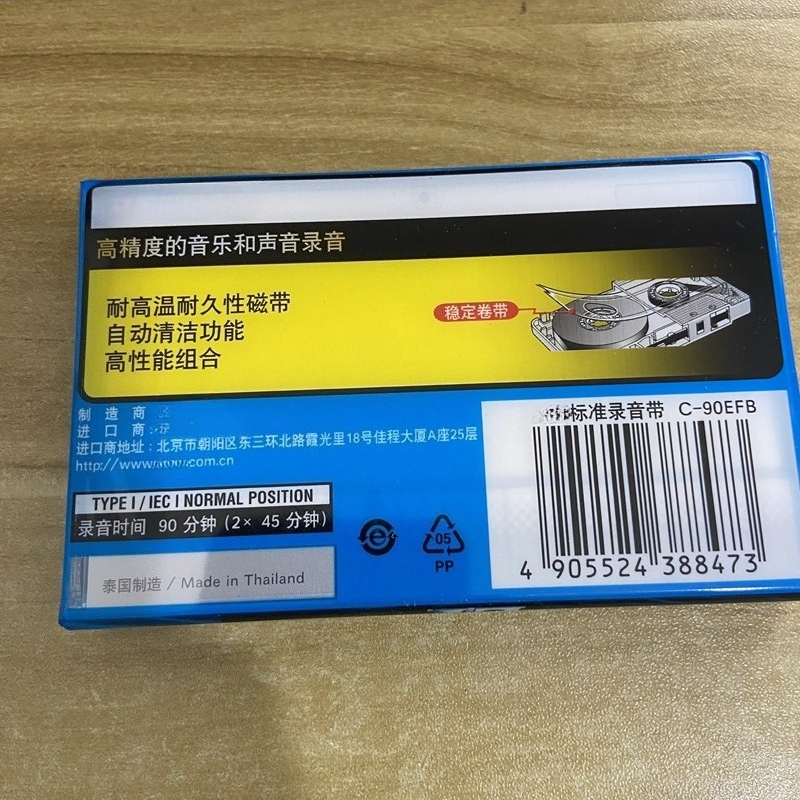 高精度的音乐和声音录音
耐高温耐久性磁带
自动清洁功能
高性能组合
稳定卷带
制造商:
进口商:
进口商地址:北京市朝阳区东三环北路霞光里18号佳程大厦A座25层
http://www. .com.cn
TYPE I / IEC I NORMAL POSITION
录音时间 90 分钟 (2× 45 分钟)
泰国制造 / Made in Thailand
e
05
PP
标准录音带 C-90EFB
4 905524 388473